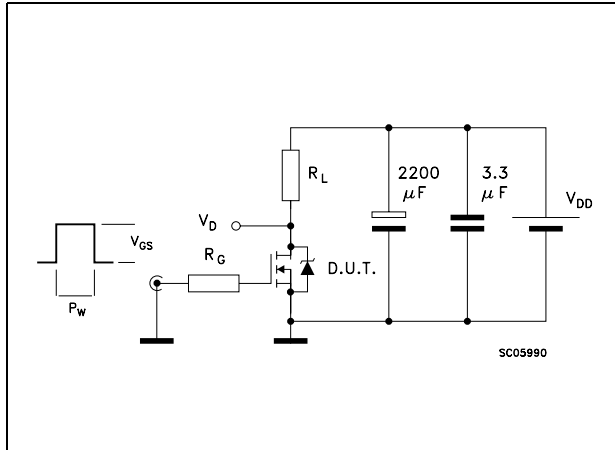 2200
μF
3.3
μF
V_DD
R_L
V_D
R_G
D.U.T.
V_GS
P_W
SC05990